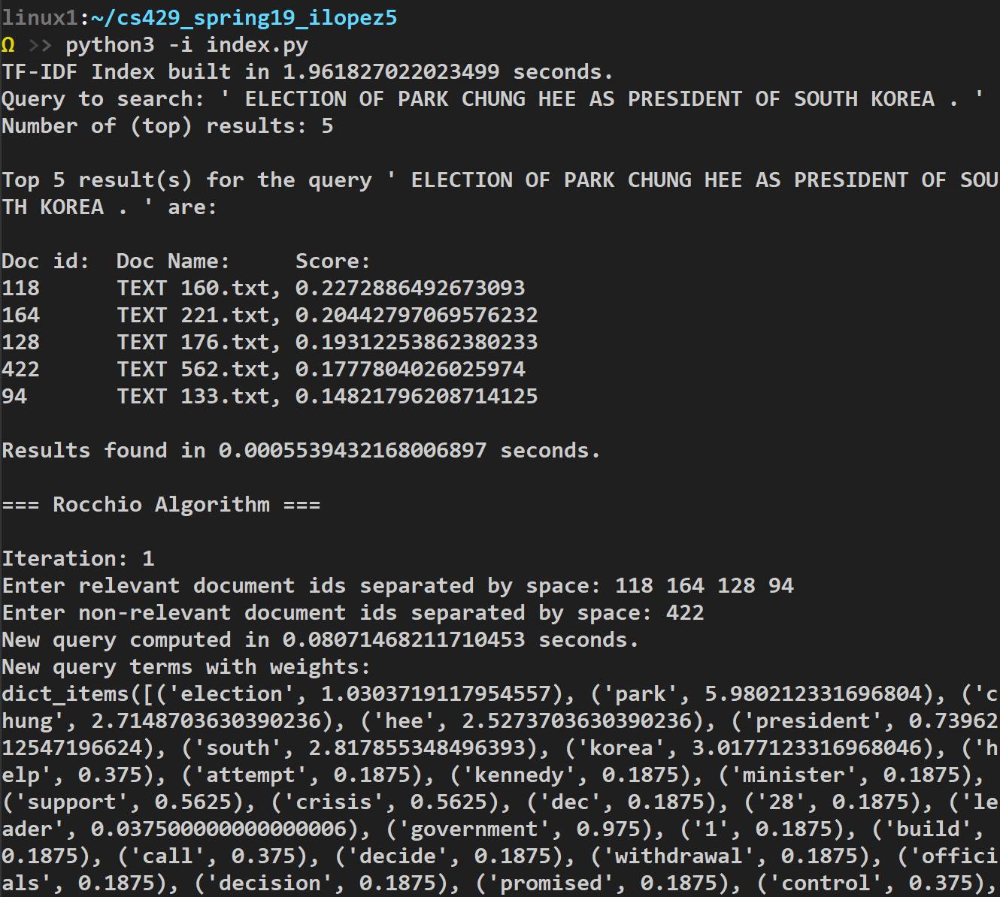 linux1:~/cs429_spring19_ilopez5
Ω >> python3 -i index.py
TF-IDF Index built in 1.961827022023499 seconds.
Query to search: ' ELECTION OF PARK CHUNG HEE AS PRESIDENT OF SOUTH KOREA . '
Number of (top) results: 5
Top 5 result(s) for the query ' ELECTION OF PARK CHUNG HEE AS PRESIDENT OF SOU
TH KOREA . ' are:
Doc id:  Doc Name:     Score:
118      TEXT 160.txt, 0.2272886492673093
164      TEXT 221.txt, 0.20442797069576232
128      TEXT 176.txt, 0.19312253862380233
422      TEXT 562.txt, 0.1777804026025974
94       TEXT 133.txt, 0.14821796208714125
Results found in 0.0005539432168006897 seconds.
=== Rocchio Algorithm ===
Iteration: 1
Enter relevant document ids separated by space: 118 164 128 94
Enter non-relevant document ids separated by space: 422
New query computed in 0.08071468211710453 seconds.
New query terms with weights:
dict_items([('election', 1.0303719117954557), ('park', 5.980212331696804), ('c
hung', 2.7148703630390236), ('hee', 2.5273703630390236), ('president', 0.73962
12547196624), ('south', 2.817855348496393), ('korea', 3.0177123316968046), ('h
elp', 0.375), ('attempt', 0.1875), ('kennedy', 0.1875), ('minister', 0.1875),
('support', 0.5625), ('crisis', 0.5625), ('dec', 0.1875), ('28', 0.1875), ('le
ader', 0.037500000000000006), ('government', 0.975), ('1', 0.1875), ('build',
0.1875), ('call', 0.375), ('decide', 0.1875), ('withdrawal', 0.1875), ('offici
als', 0.1875), ('decision', 0.1875), ('promised', 0.1875), ('control', 0.375),